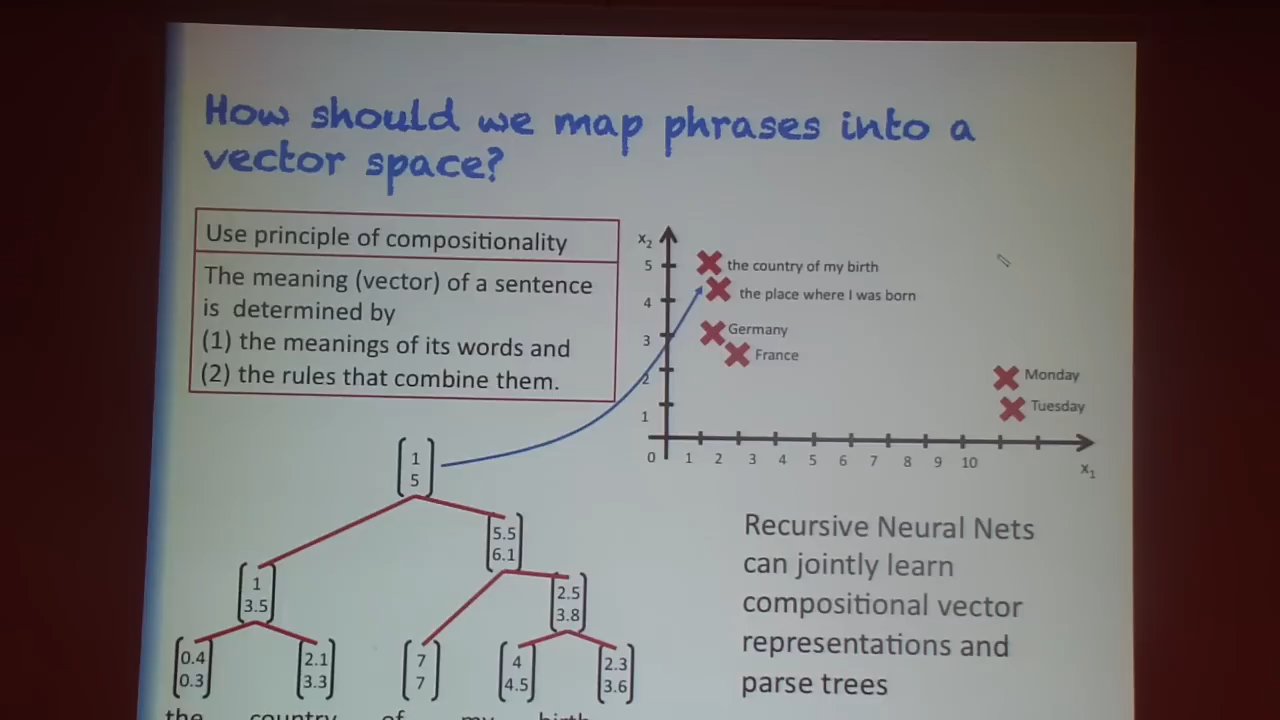 How should we map phrases into a
vector space?
Use principle of compositionality
The meaning (vector) of a sentence
is determined by
(1) the meanings of its words and
(2) the rules that combine them.
x2
5
4
3
2
1
0 1 2 3 4 5 6 7 8 9 10
x1
the country of my birth
the place where I was born
Germany
France
Monday
Tuesday
1
5
5.5
6.1
1
3.5
2.5
3.8
0.4 2.1 7 4 2.3
0.3 3.3 7 4.5 3.6
the country of my birth
Recursive Neural Nets
can jointly learn
compositional vector
representations and
parse trees